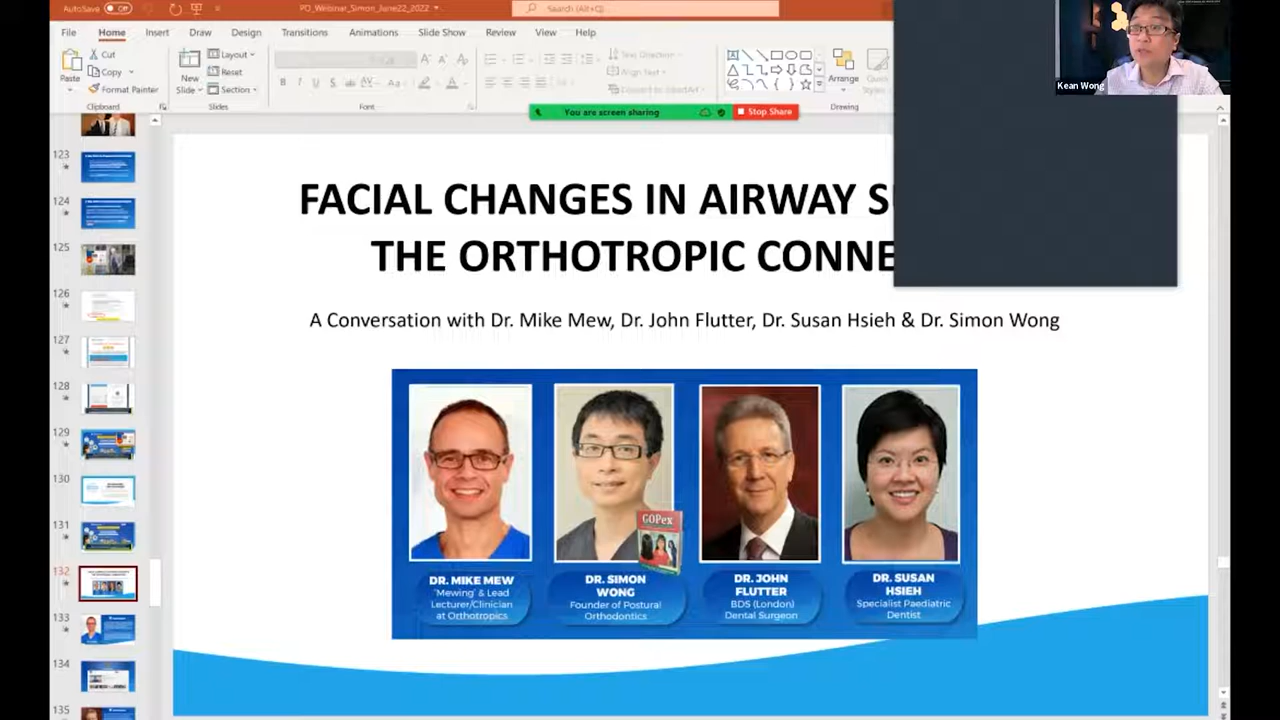 AutoSave Off
PO_Webinar_Simon_June22_2022
Search (Alt+Q)
File Home Insert Draw Design Transitions Animations Slide Show Review View Help
Paste
Cut
Copy
Format Painter
Clipboard
New
Slide
Layout
Reset
Section
Slides
Font
Text Direction
Align Text
Convert to SmartArt
Arrange
Drawing
You are screen sharing
Stop Share
Kean Wong
123
124
125
126
127
128
129
130
131
132
133
134
135
FACIAL CHANGES IN AIRWAY
THE ORTHOTROPIC CONNE
A Conversation with Dr. Mike Mew, Dr. John Flutter, Dr. Susan Hsieh & Dr. Simon Wong
GOPex
DR. MIKE MEW
'Mewing' & Lead
Lecturer/Clinician
at Orthotropics
DR. SIMON
WONG
Founder of Postural
Orthodontics
DR. JOHN
FLUTTER
BDS (London)
Dental Surgeon
DR. SUSAN
HSIEH
Specialist Paediatric
Dentist